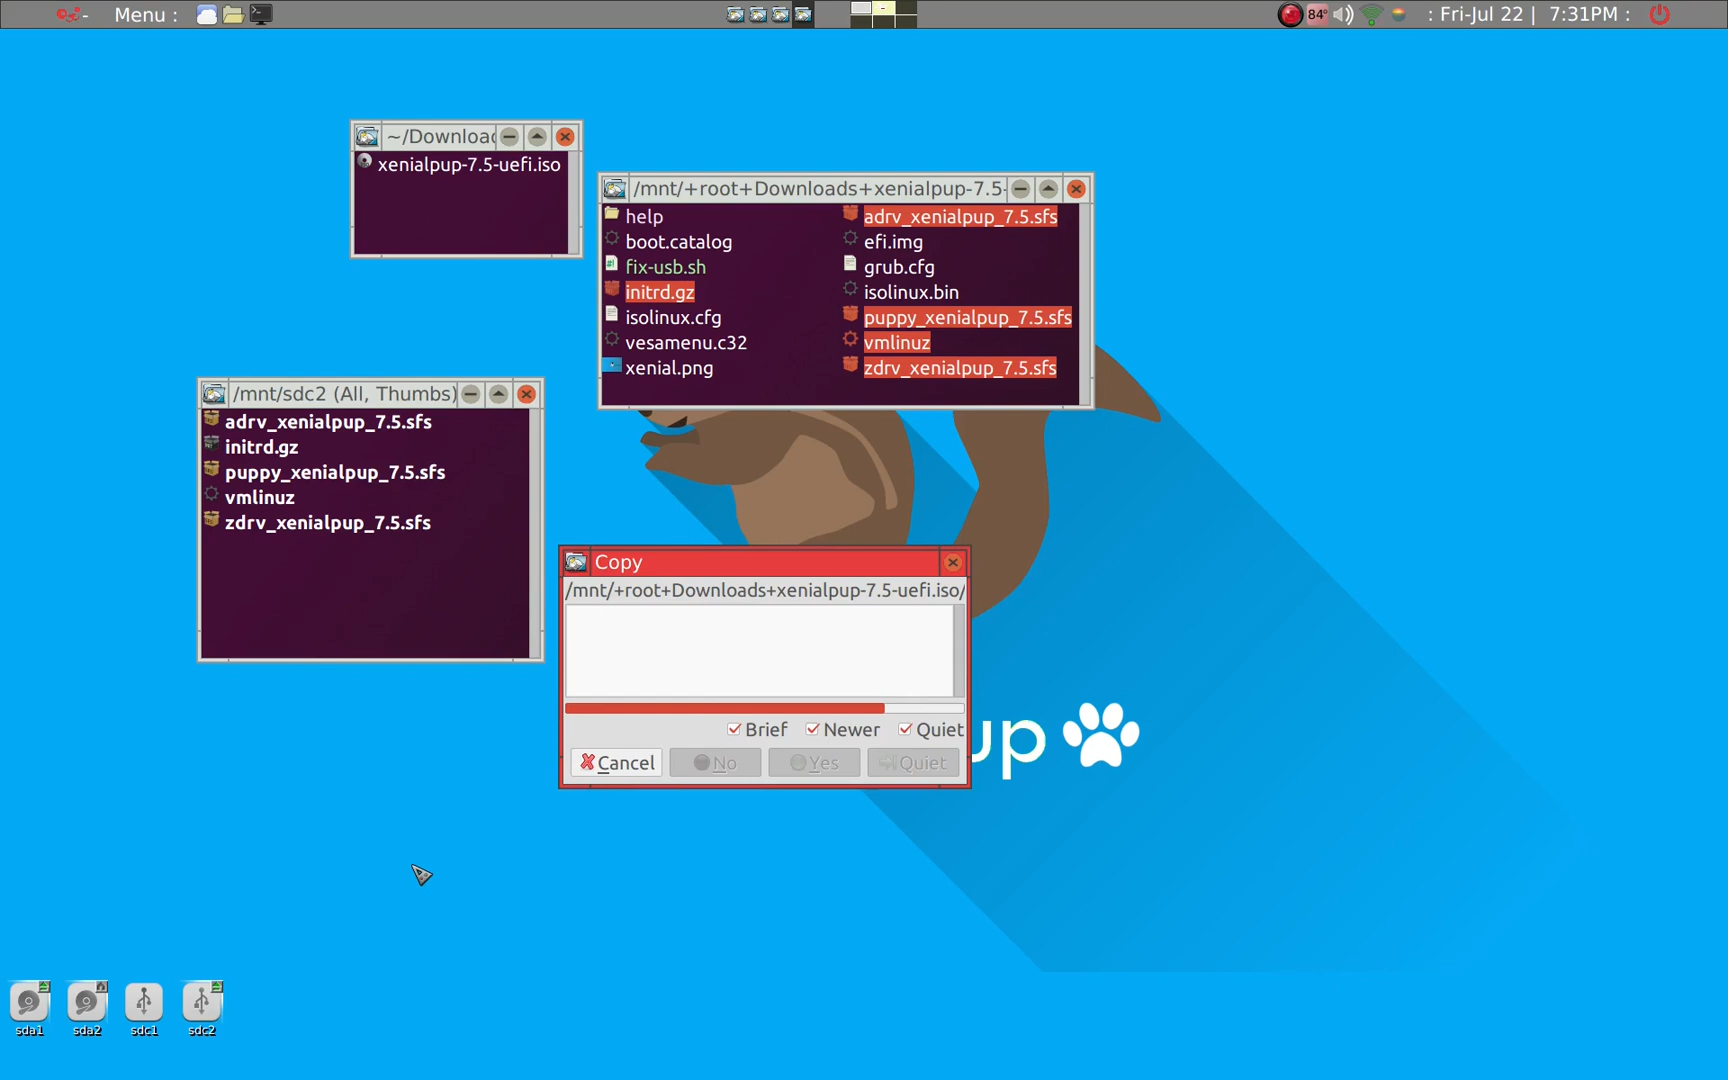 Menu :
84°
: Fri-Jul 22 | 7:31PM :
~/Downloac
xenialpup-7.5-uefi.iso
/mnt/+root+Downloads+xenialpup-7.5-
help
boot.catalog
fix-usb.sh
initrd.gz
isolinux.cfg
vesamenu.c32
xenial.png
adrv_xenialpup_7.5.sfs
efi.img
grub.cfg
isolinux.bin
puppy_xenialpup_7.5.sfs
vmlinuz
zdrv_xenialpup_7.5.sfs
/mnt/sdc2 (All, Thumbs)
adrv_xenialpup_7.5.sfs
initrd.gz
puppy_xenialpup_7.5.sfs
vmlinuz
zdrv_xenialpup_7.5.sfs
Copy
/mnt/+root+Downloads+xenialpup-7.5-uefi.iso/
Brief Newer Quiet
Cancel No Yes Quiet
up
sda1 sda2 sdc1 sdc2